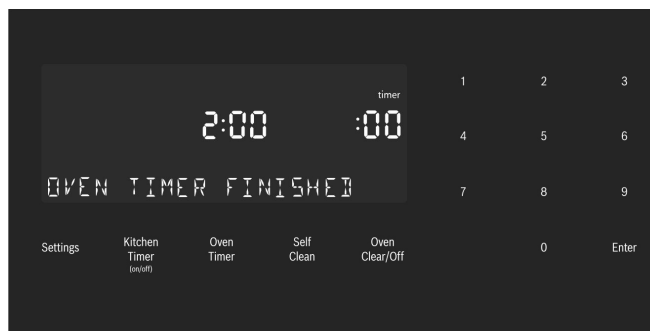 timer
2:00 :00
OVEN TIMER FINISHED
1 2 3
4 5 6
7 8 9
0 Enter
Settings
Kitchen Timer (on/off)
Oven Timer
Self Clean
Oven Clear/Off